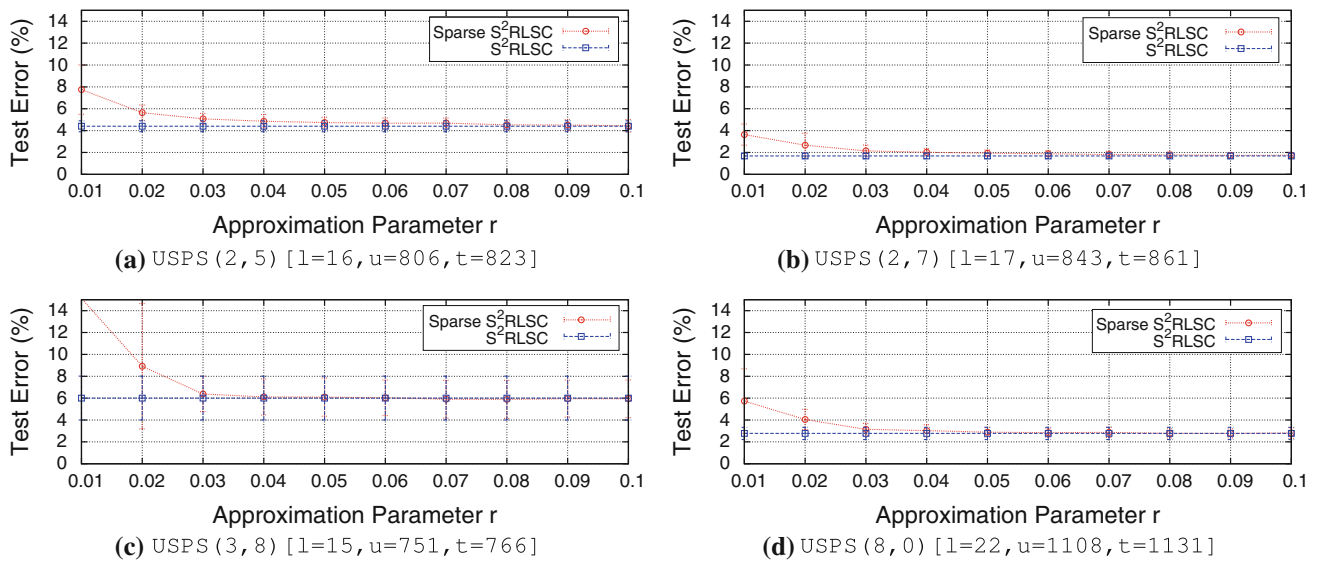 Test Error (%)
14
12
10
8
6
4
2
0
Sparse S²RLSC
S²RLSC
0.01 0.02 0.03 0.04 0.05 0.06 0.07 0.08 0.09 0.1
Approximation Parameter r
(a) USPS(2,5)[l=16,u=806,t=823]
Test Error (%)
14
12
10
8
6
4
2
0
Sparse S²RLSC
S²RLSC
0.01 0.02 0.03 0.04 0.05 0.06 0.07 0.08 0.09 0.1
Approximation Parameter r
(b) USPS(2,7)[l=17,u=843,t=861]
Test Error (%)
14
12
10
8
6
4
2
0
Sparse S²RLSC
S²RLSC
0.01 0.02 0.03 0.04 0.05 0.06 0.07 0.08 0.09 0.1
Approximation Parameter r
(c) USPS(3,8)[l=15,u=751,t=766]
Test Error (%)
14
12
10
8
6
4
2
0
Sparse S²RLSC
S²RLSC
0.01 0.02 0.03 0.04 0.05 0.06 0.07 0.08 0.09 0.1
Approximation Parameter r
(d) USPS(8,0)[l=22,u=1108,t=1131]